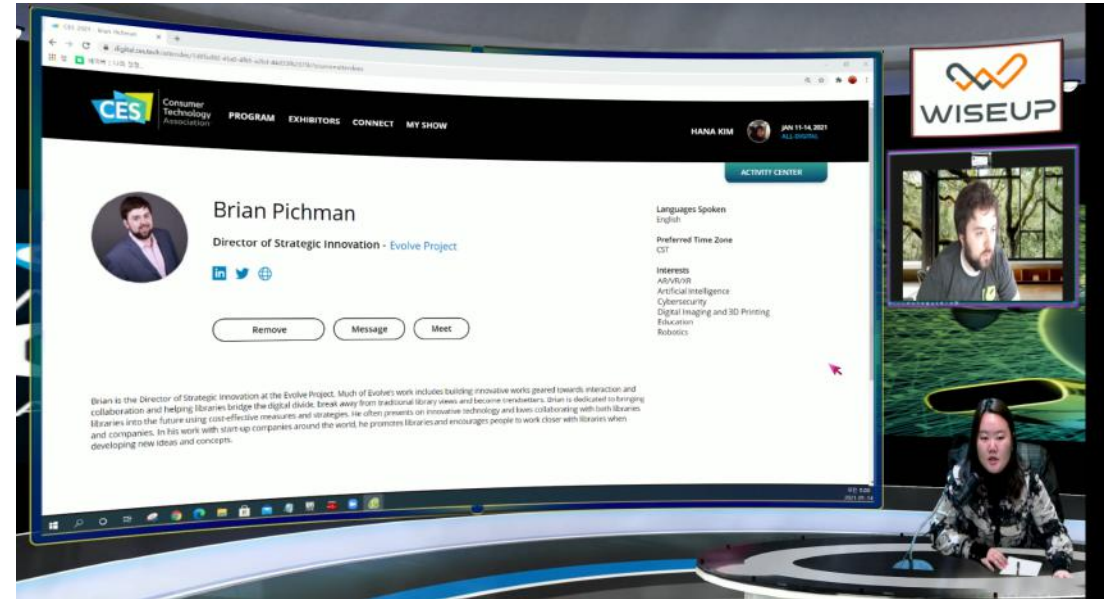 CES 2021 - Brian Pichman
CES
Consumer
Technology
Association
PROGRAM EXHIBITORS CONNECT MY SHOW
HANA KIM
JAN 11-14, 2021
ALL DIGITAL
ACTIVITY CENTER
WISEUP
Brian Pichman
Director of Strategic Innovation - Evolve Project
in
Remove Message Meet
Languages Spoken
English
Preferred Time Zone
CST
Interests
AR/VR/XR
Artificial Intelligence
Cybersecurity
Digital Imaging and 3D Printing
Education
Robotics
Brian is the Director of Strategic Innovation at the Evolve Project. Much of Evolve's work includes building innovative works geared towards interaction and
collaboration and helping libraries bridge the digital divide, break away from traditional library views and become trendsetters. Brian is dedicated to bringing
libraries into the future using cost-effective measures and strategies. He often presents on innovative technology and loves collaborating with both libraries
and companies. In his work with start-up companies around the world, he promotes libraries and encourages people to work closer with libraries when
developing new ideas and concepts.